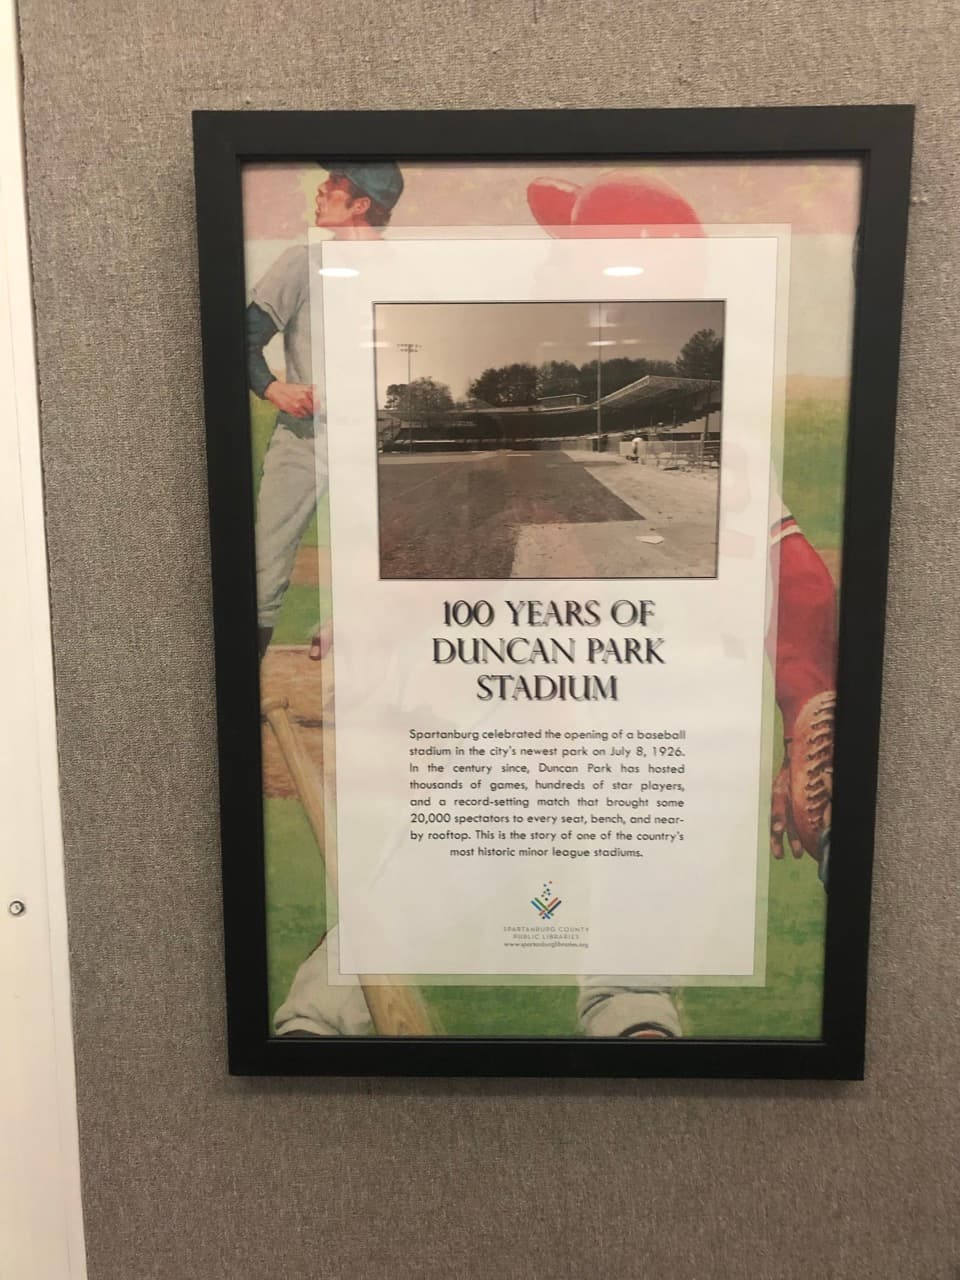 100 YEARS OF
DUNCAN PARK
STADIUM
Spartanburg celebrated the opening of a baseball
stadium in the city's newest park on July 8, 1926.
In the century since, Duncan Park has hosted
thousands of games, hundreds of star players,
and a record-setting match that brought some
20,000 spectators to every seat, bench, and near-
by rooftop. This is the story of one of the country's
most historic minor league stadiums.
SPARTANBURG COUNTY
PUBLIC LIBRARIES
www.spartanburglibraries.org